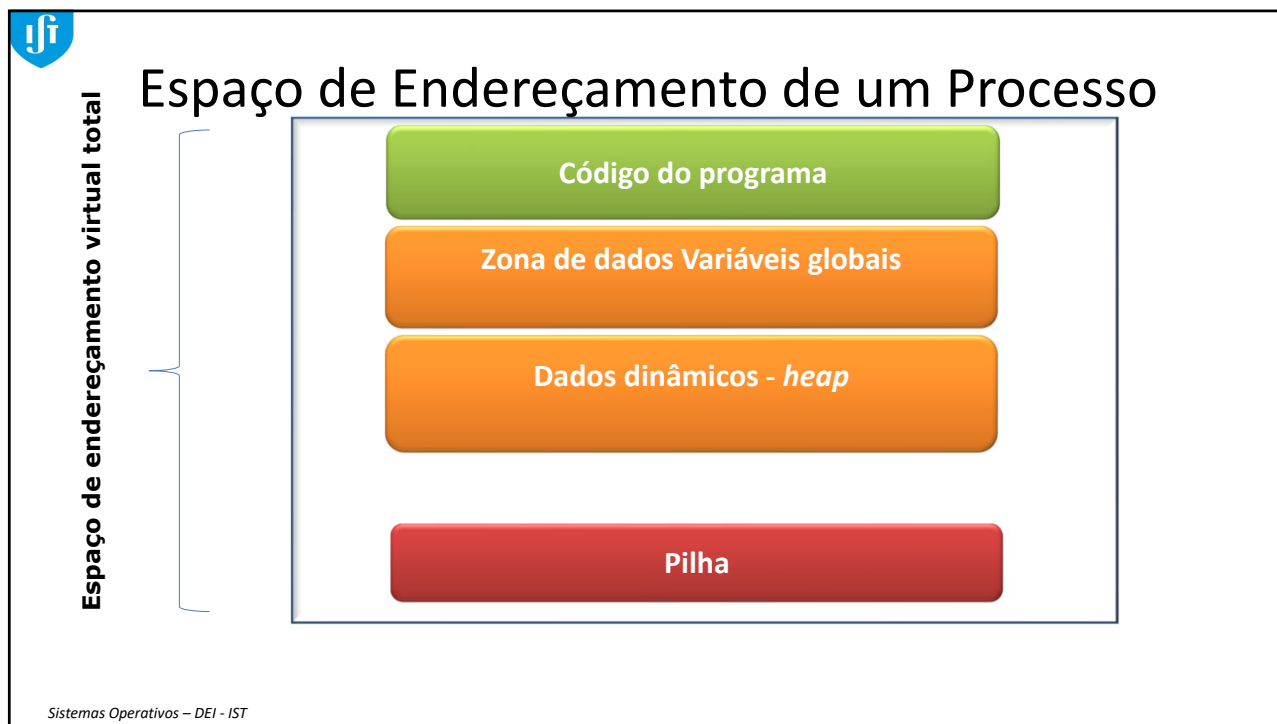 IST
Espaço de Endereçamento de um Processo
Espaço de endereçamento virtual total
Código do programa
Zona de dados Variáveis globais
Dados dinâmicos - heap
Pilha
Sistemas Operativos – DEI - IST